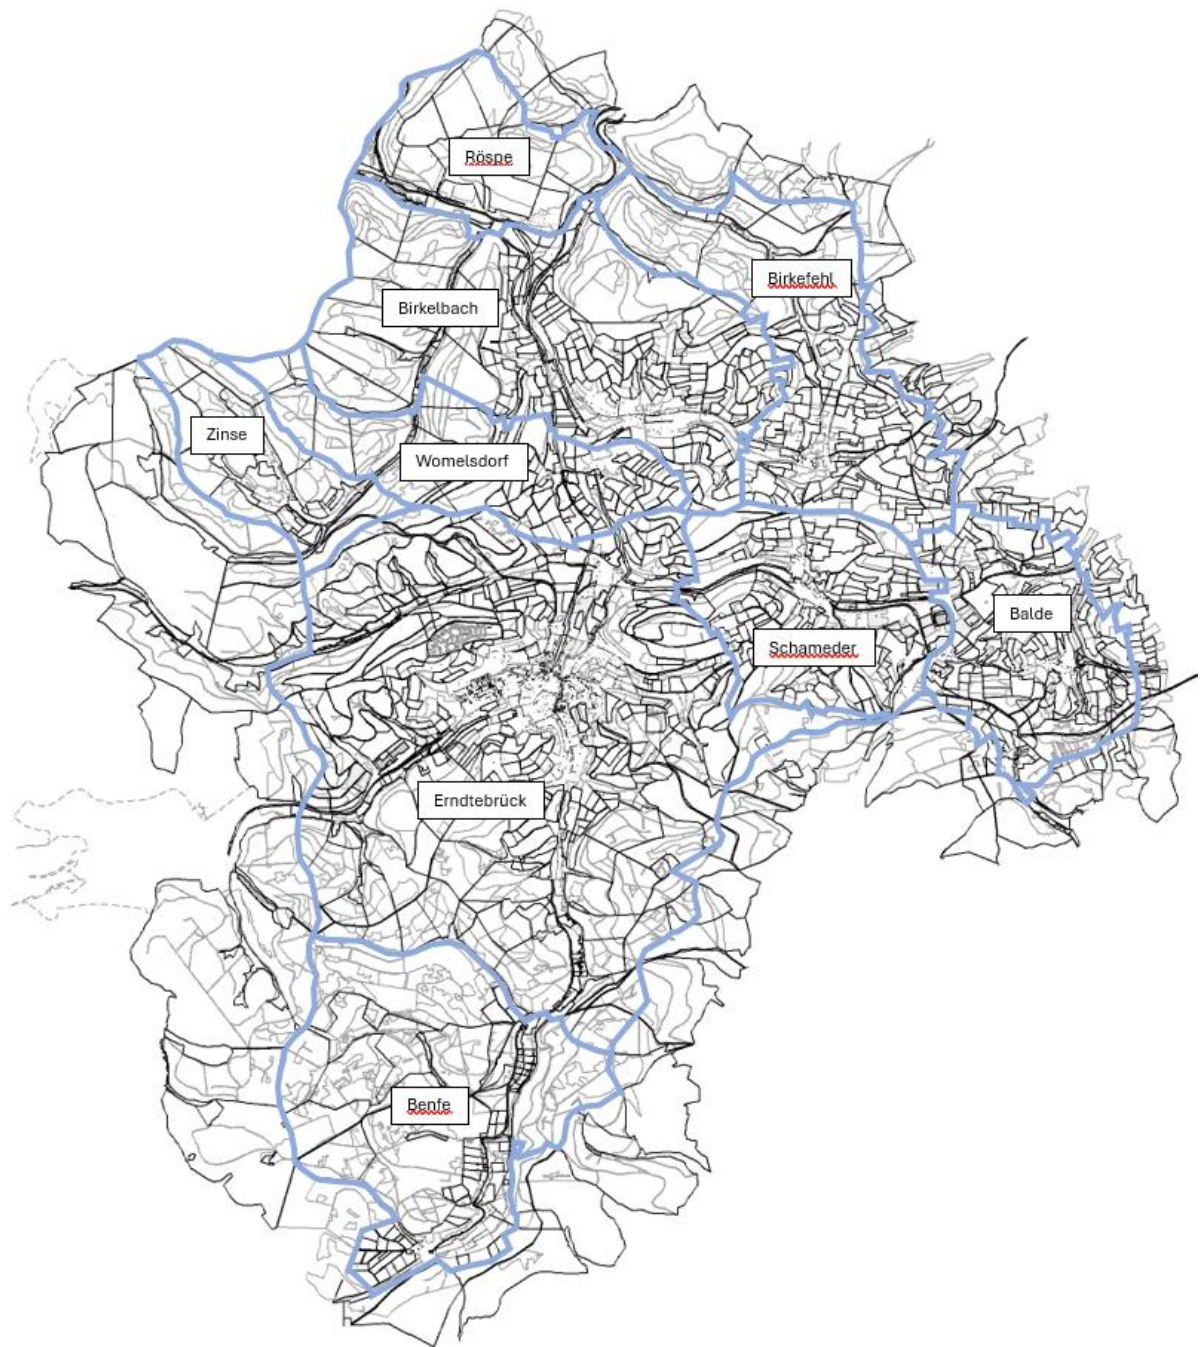 Röspe
Birkefehl
Birkelbach
Zinse
Womelsdorf
Balde
Schameder
Erndtebrück
Benfe